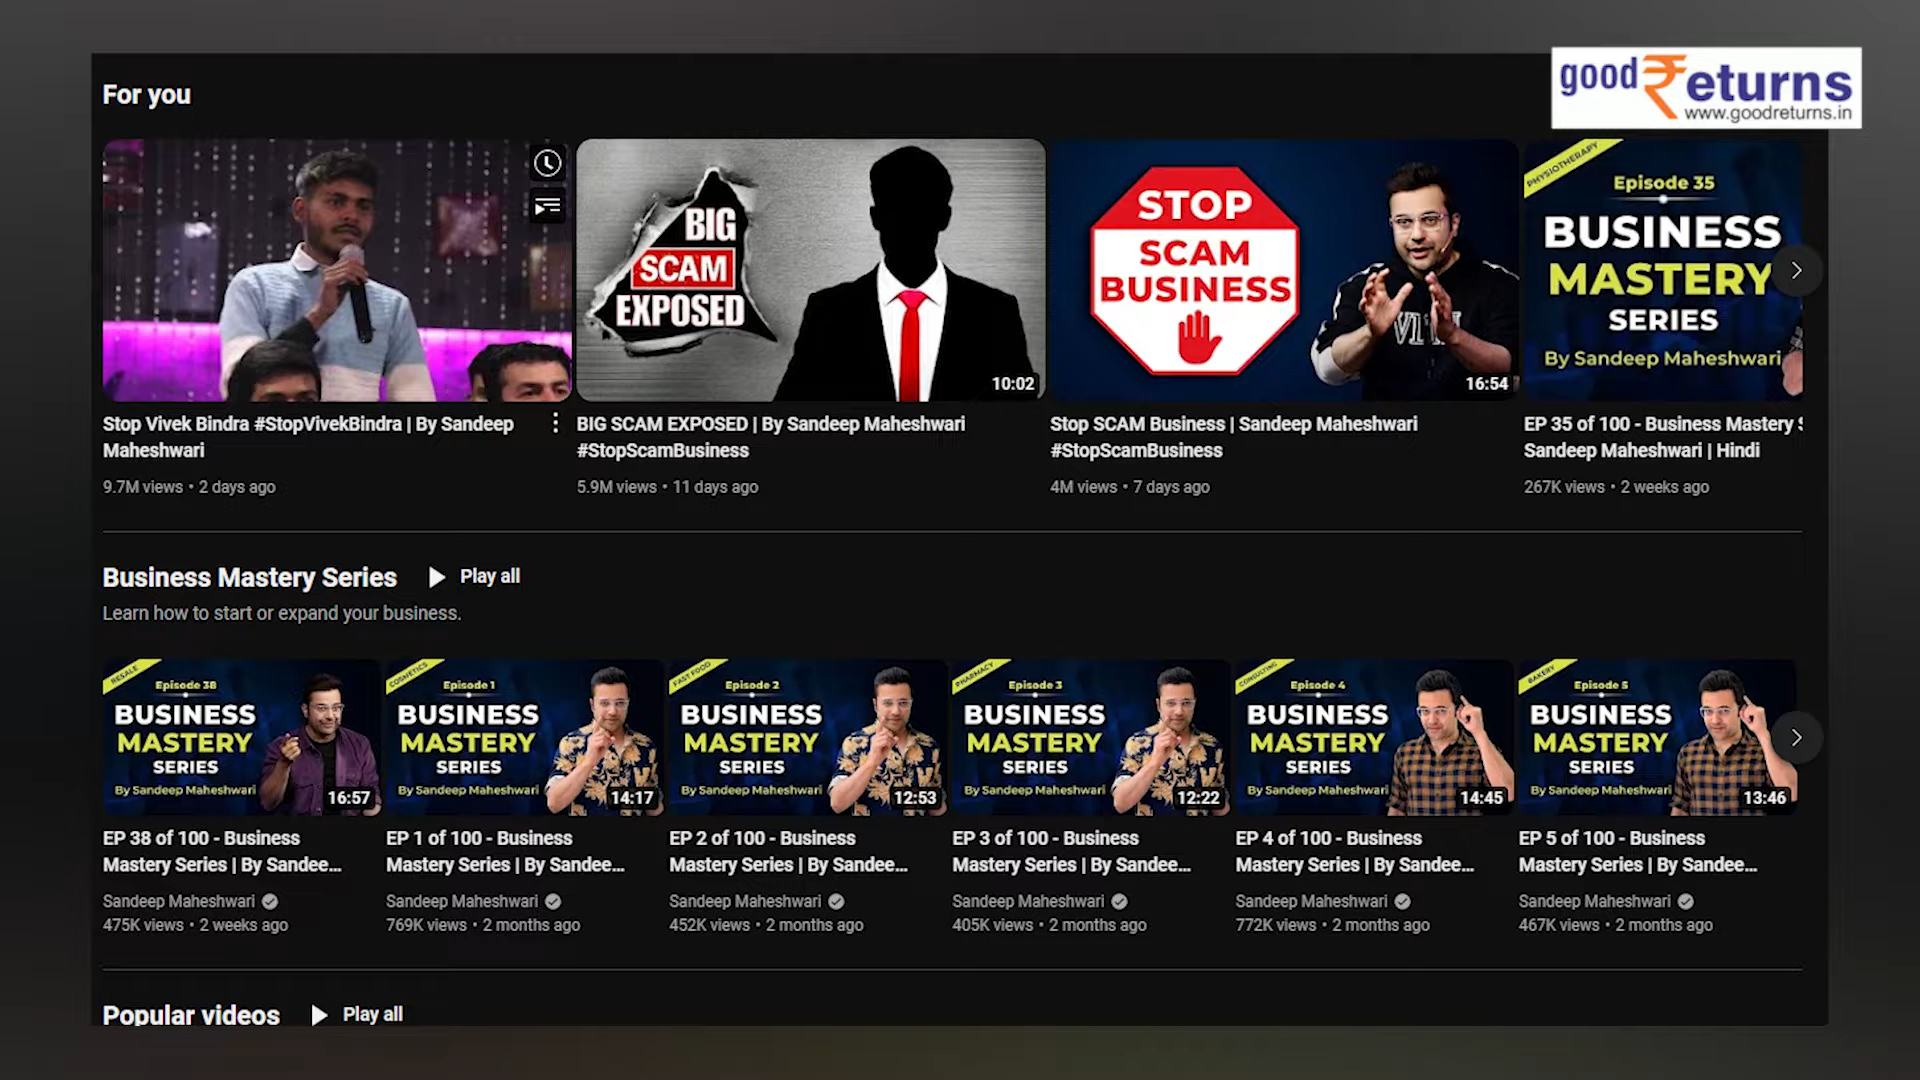 good ₹eturns
www.goodreturns.in
For you
BIG
SCAM
EXPOSED
10:02
STOP
SCAM
BUSINESS
16:54
PHYSIOTHERAPY
Episode 35
BUSINESS
MASTERY
SERIES
By Sandeep Maheshwari
Stop Vivek Bindra #StopVivekBindra | By Sandeep
Maheshwari
9.7M views • 2 days ago
BIG SCAM EXPOSED | By Sandeep Maheshwari
#StopScamBusiness
5.9M views • 11 days ago
Stop SCAM Business | Sandeep Maheshwari
#StopScamBusiness
4M views • 7 days ago
EP 35 of 100 - Business Mastery S
Sandeep Maheshwari | Hindi
267K views • 2 weeks ago
Business Mastery Series
Play all
Learn how to start or expand your business.
RESALE
Episode 38
BUSINESS
MASTERY
SERIES
By Sandeep Maheshwari
16:57
COSMETICS
Episode 1
BUSINESS
MASTERY
SERIES
By Sandeep Maheshwari
14:17
FAST FOOD
Episode 2
BUSINESS
MASTERY
SERIES
By Sandeep Maheshwari
12:53
PHARMACY
Episode 3
BUSINESS
MASTERY
SERIES
By Sandeep Maheshwari
12:22
CONSULTING
Episode 4
BUSINESS
MASTERY
SERIES
By Sandeep Maheshwari
14:45
BAKERY
Episode 5
BUSINESS
MASTERY
SERIES
By Sandeep Maheshwari
13:46
EP 38 of 100 - Business
Mastery Series | By Sandee...
Sandeep Maheshwari
475K views • 2 weeks ago
EP 1 of 100 - Business
Mastery Series | By Sandee...
Sandeep Maheshwari
769K views • 2 months ago
EP 2 of 100 - Business
Mastery Series | By Sandee...
Sandeep Maheshwari
452K views • 2 months ago
EP 3 of 100 - Business
Mastery Series | By Sandee...
Sandeep Maheshwari
405K views • 2 months ago
EP 4 of 100 - Business
Mastery Series | By Sandee...
Sandeep Maheshwari
772K views • 2 months ago
EP 5 of 100 - Business
Mastery Series | By Sandee...
Sandeep Maheshwari
467K views • 2 months ago
Popular videos
Play all